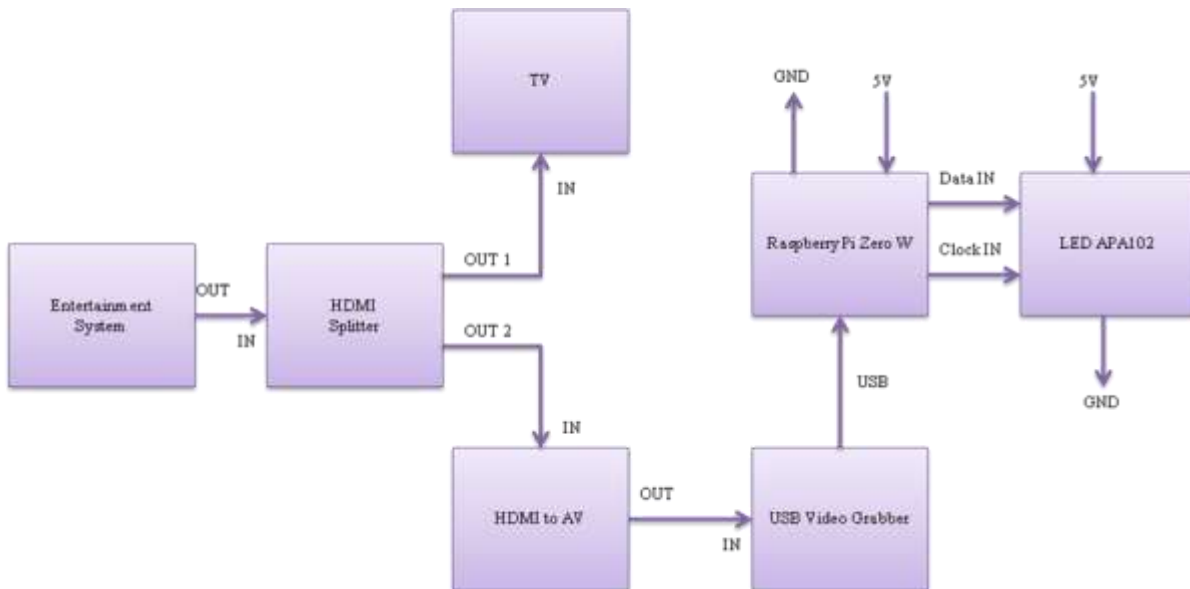 TV
GND
5V
5V
IN
Data IN
Raspberry Pi Zero W
LED APA102
Clock IN
OUT 1
Entertainment
System
OUT
IN
HDMI
Splitter
OUT 2
USB
GND
IN
HDMI to AV
OUT
IN
USB Video Grabber